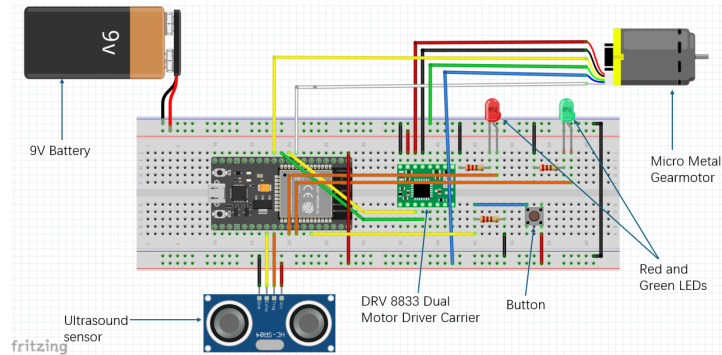 9v
9V Battery
Micro Metal
Gearmotor
Red and
Green LEDs
DRV 8833 Dual
Motor Driver Carrier
Button
Ultrasound
sensor
HC-SR04
fritzing